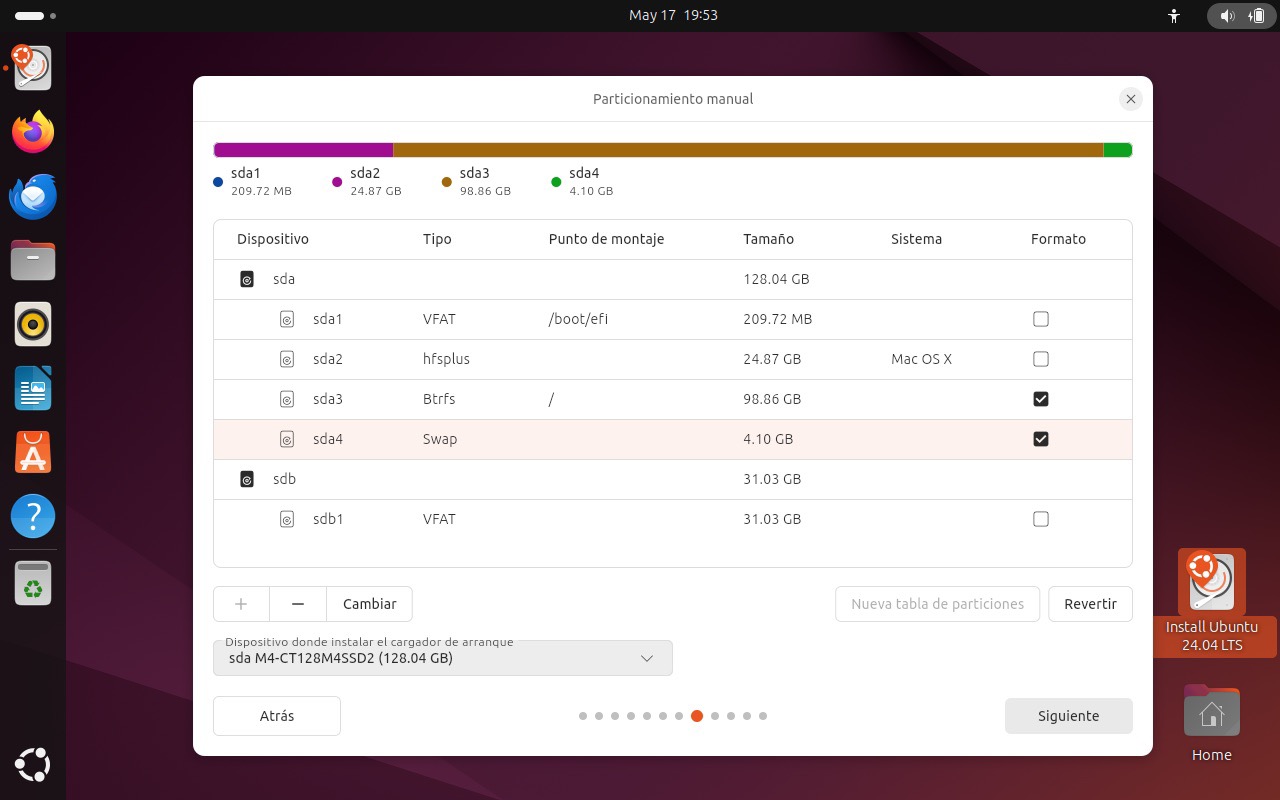 May 17 19:53
Particionamiento manual
sda1
209.72 MB
sda2
24.87 GB
sda3
98.86 GB
sda4
4.10 GB
Dispositivo Tipo Punto de montaje Tamaño Sistema Formato
sda 128.04 GB
sda1 VFAT /boot/efi 209.72 MB
sda2 hfsplus 24.87 GB Mac OS X
sda3 Btrfs / 98.86 GB
sda4 Swap 4.10 GB
sdb 31.03 GB
sdb1 VFAT 31.03 GB
+ − Cambiar Nueva tabla de particiones Revertir
Dispositivo donde instalar el cargador de arranque
sda M4-CT128M4SSD2 (128.04 GB)
Atrás Siguiente
Install Ubuntu
24.04 LTS
Home